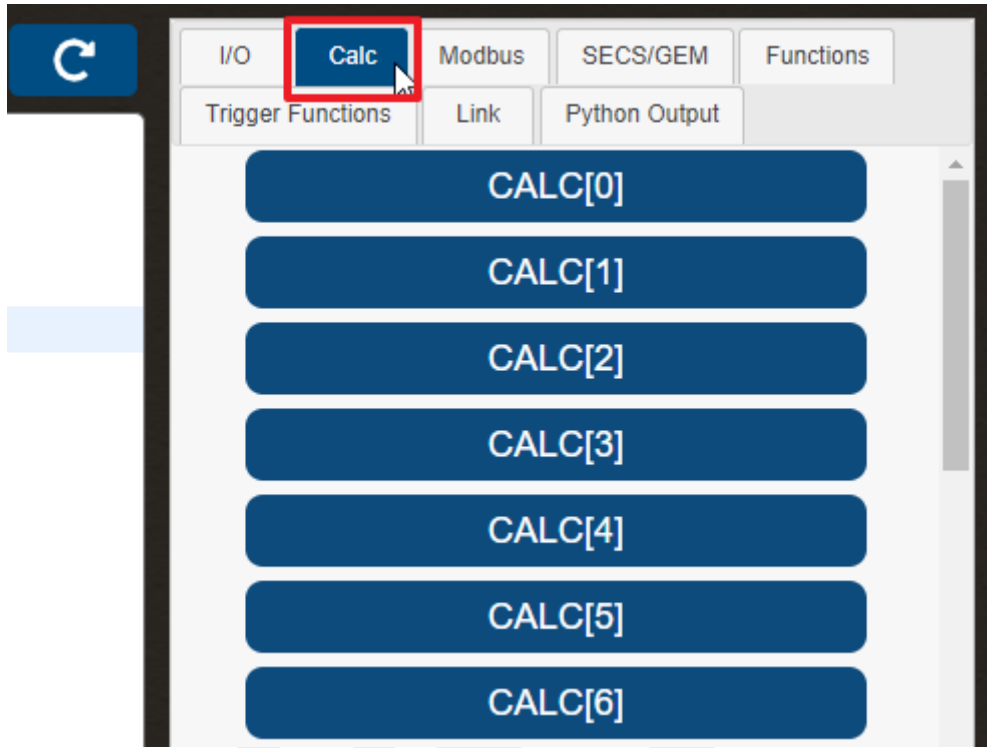 I/O Calc Modbus SECS/GEM Functions
Trigger Functions Link Python Output
CALC[0]
CALC[1]
CALC[2]
CALC[3]
CALC[4]
CALC[5]
CALC[6]